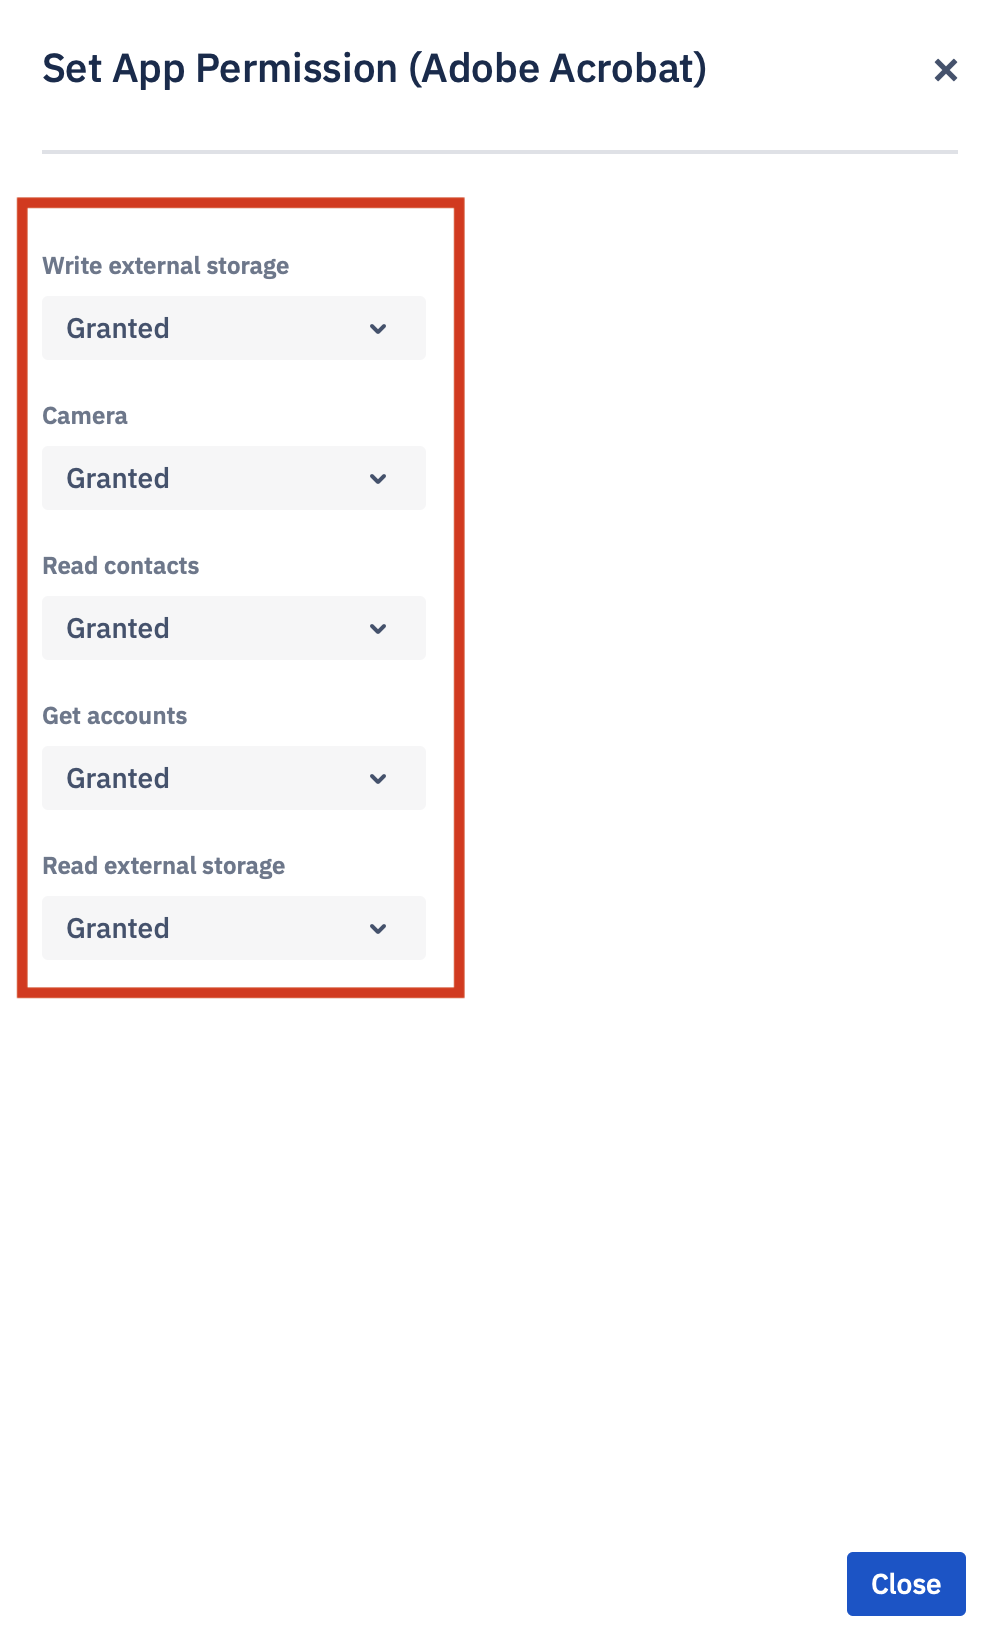 Set App Permission (Adobe Acrobat)
Write external storage
Granted
Camera
Granted
Read contacts
Granted
Get accounts
Granted
Read external storage
Granted
Close